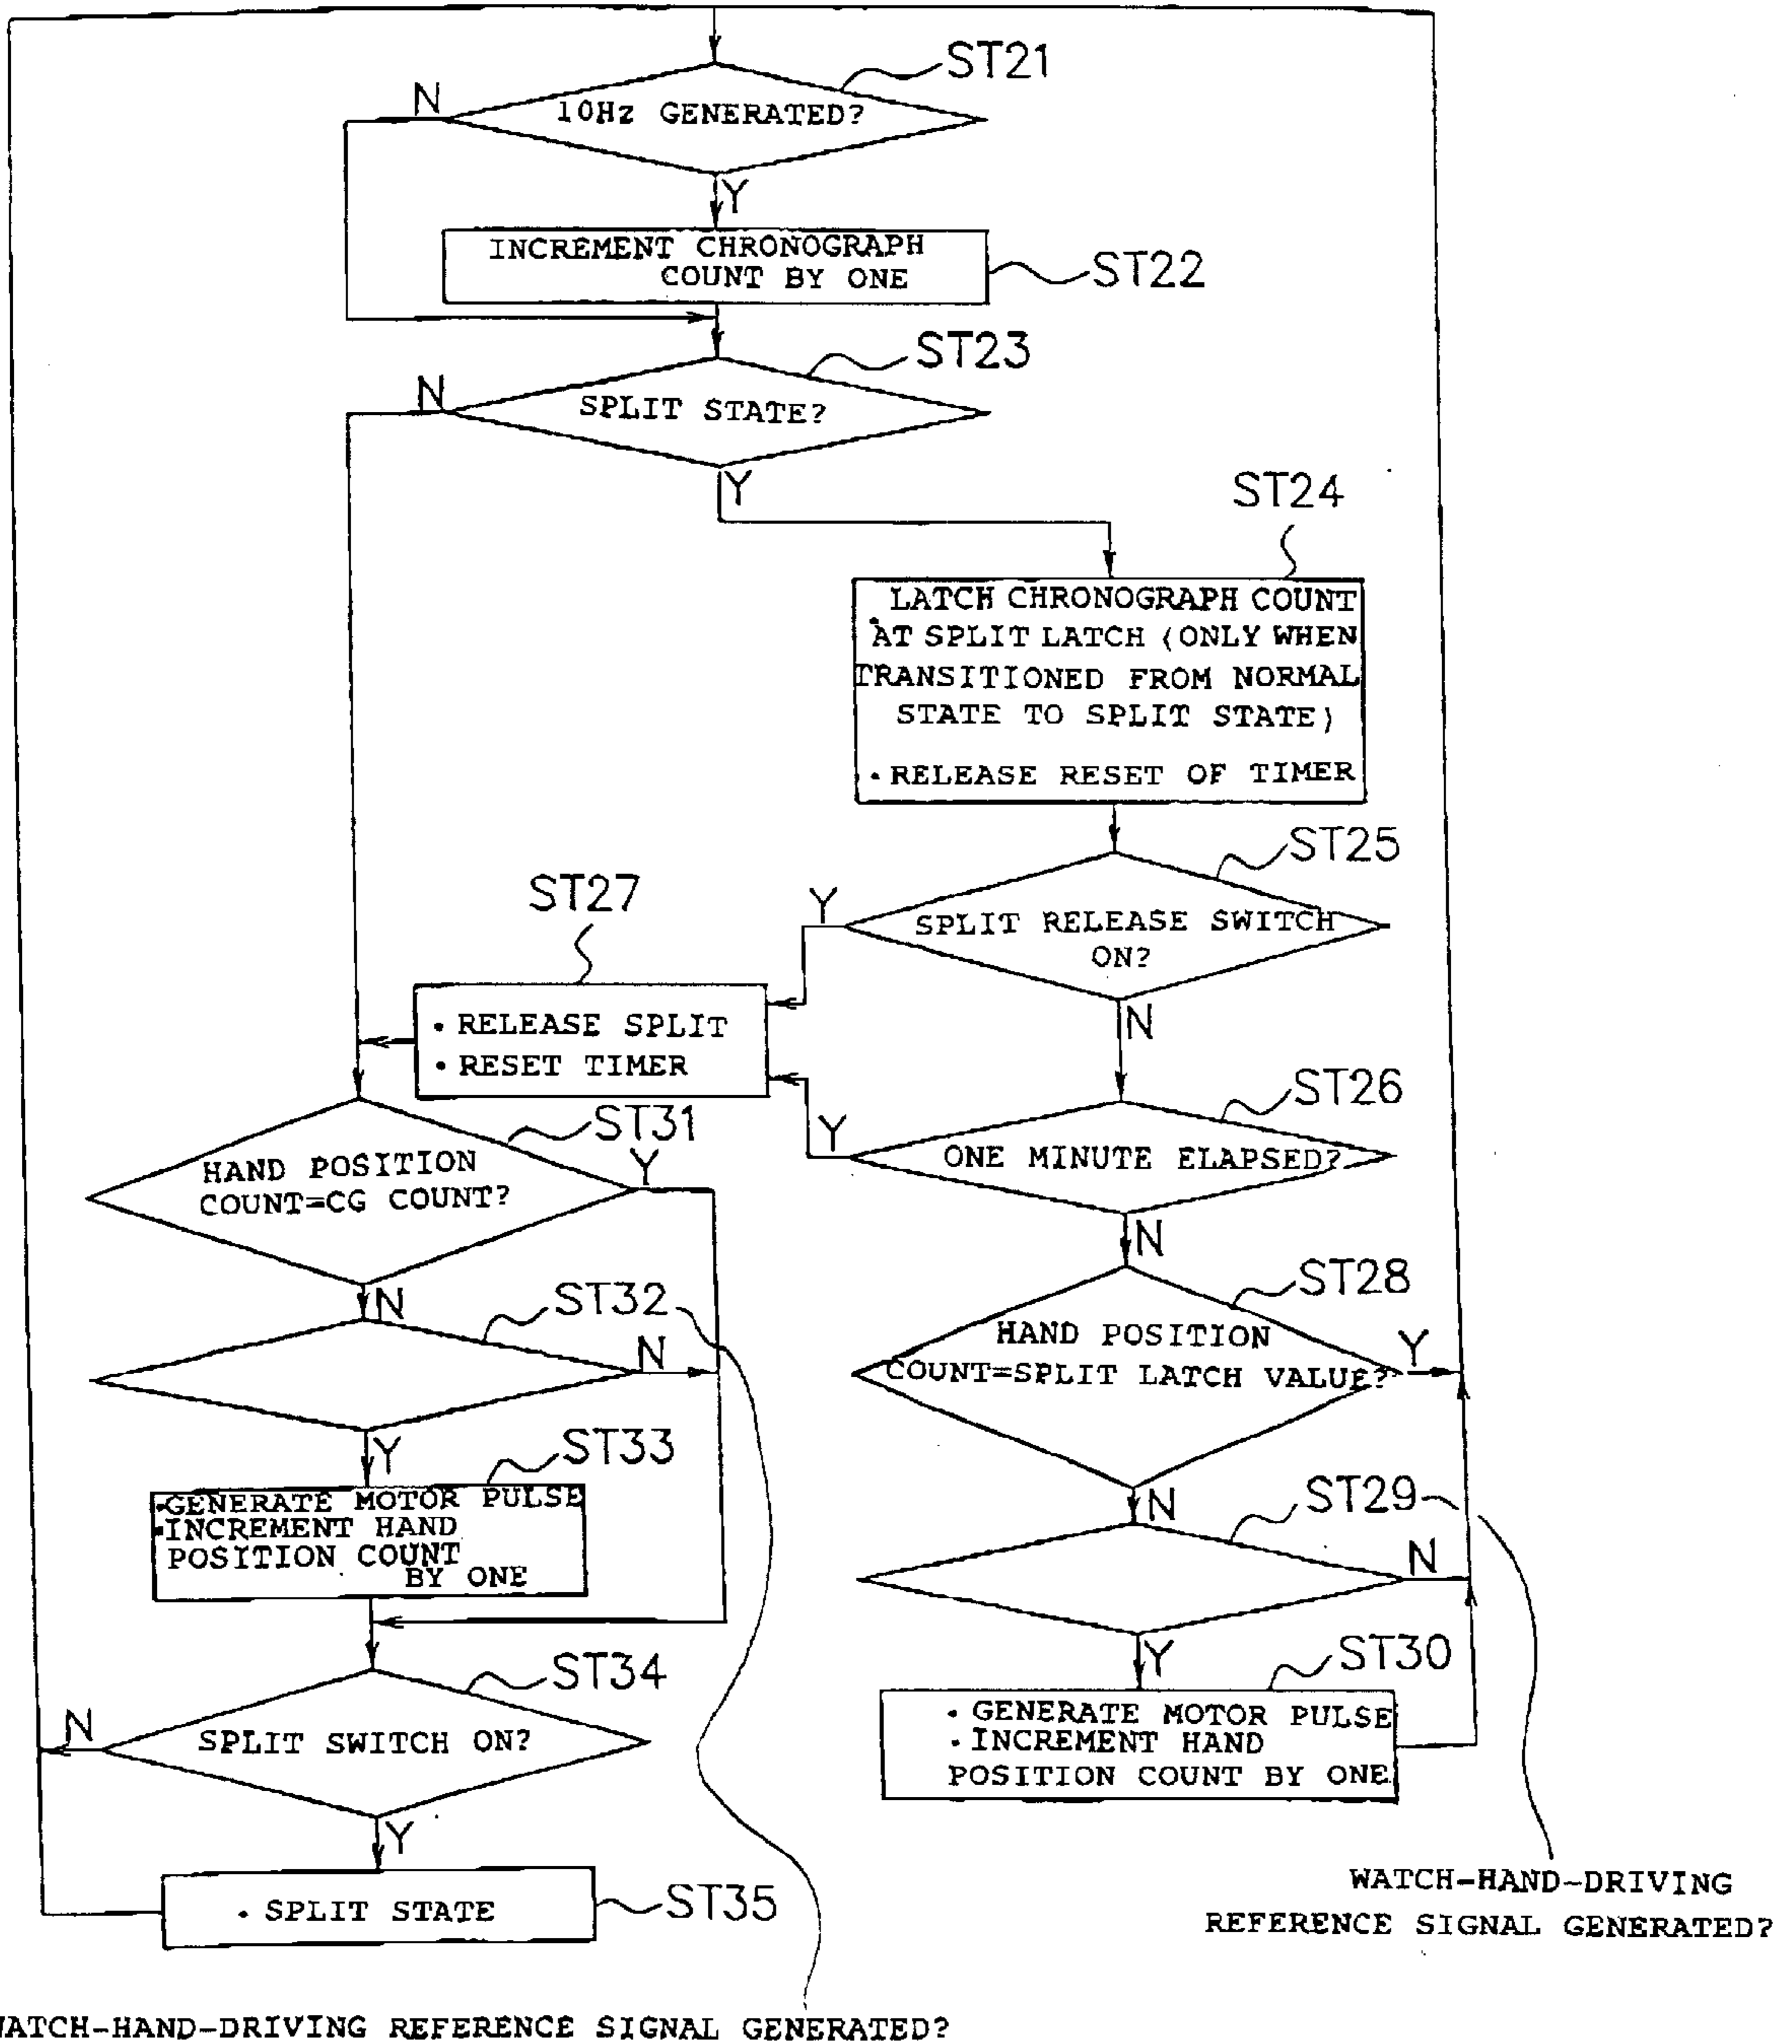 ST21
N
10Hz GENERATED?
Y
INCREMENT CHRONOGRAPH
COUNT BY ONE
ST22
ST23
N
SPLIT STATE?
Y
ST24
LATCH CHRONOGRAPH COUNT
AT SPLIT LATCH (ONLY WHEN
TRANSITIONED FROM NORMAL
STATE TO SPLIT STATE)
• RELEASE RESET OF TIMER
ST25
Y
SPLIT RELEASE SWITCH
ON?
N
ST27
• RELEASE SPLIT
• RESET TIMER
ST26
Y
ONE MINUTE ELAPSED?
N
ST31
HAND POSITION
COUNT=CG COUNT?
Y
N
ST28
HAND POSITION
COUNT=SPLIT LATCH VALUE?
Y
N
ST32
N
Y
ST33
•GENERATE MOTOR PULSE
•INCREMENT HAND
POSITION COUNT
BY ONE
ST29
N
Y
ST30
• GENERATE MOTOR PULSE
• INCREMENT HAND
POSITION COUNT BY ONE
ST34
N
SPLIT SWITCH ON?
Y
• SPLIT STATE
ST35
WATCH-HAND-DRIVING
REFERENCE SIGNAL GENERATED?
WATCH-HAND-DRIVING REFERENCE SIGNAL GENERATED?